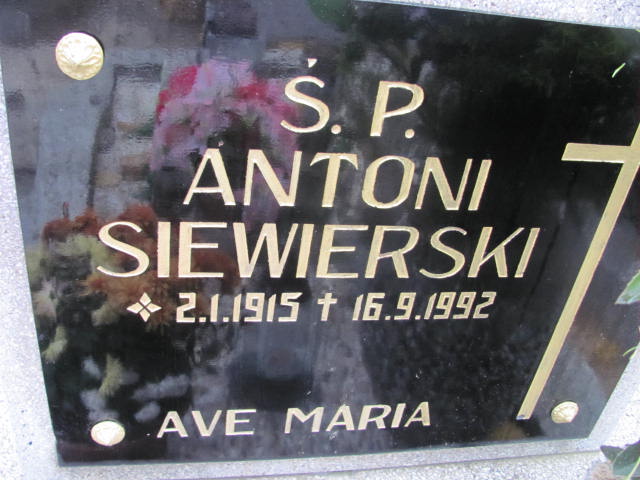 Ś. P.
ANTONI
SIEWIERSKI
2.1.1915 † 16.9.1992
AVE MARIA